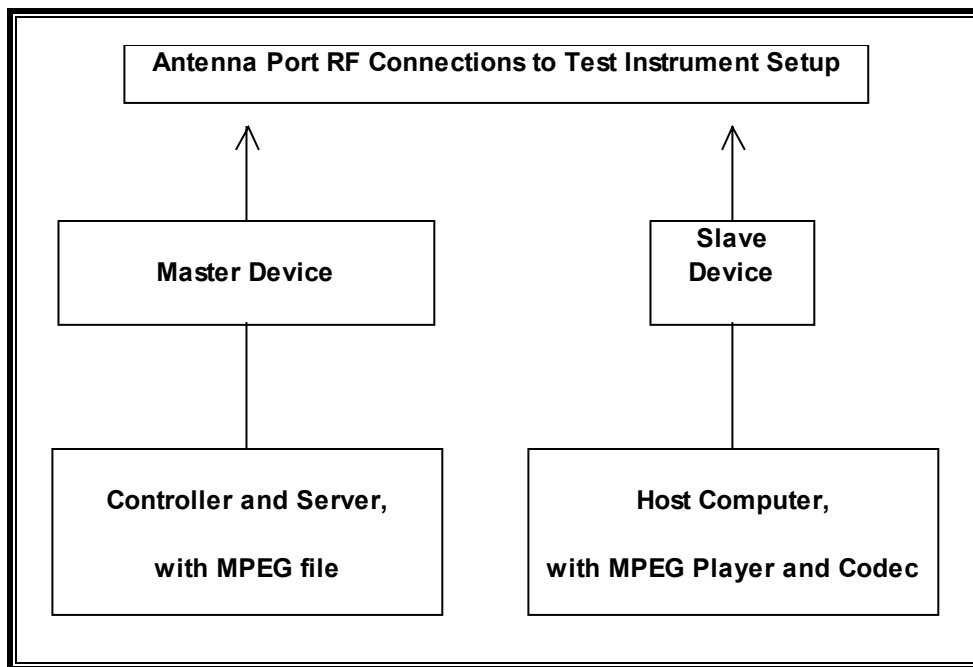 Antenna Port RF Connections to Test Instrument Setup
Master Device
Slave
Device
Controller and Server,
with MPEG file
Host Computer,
with MPEG Player and Codec